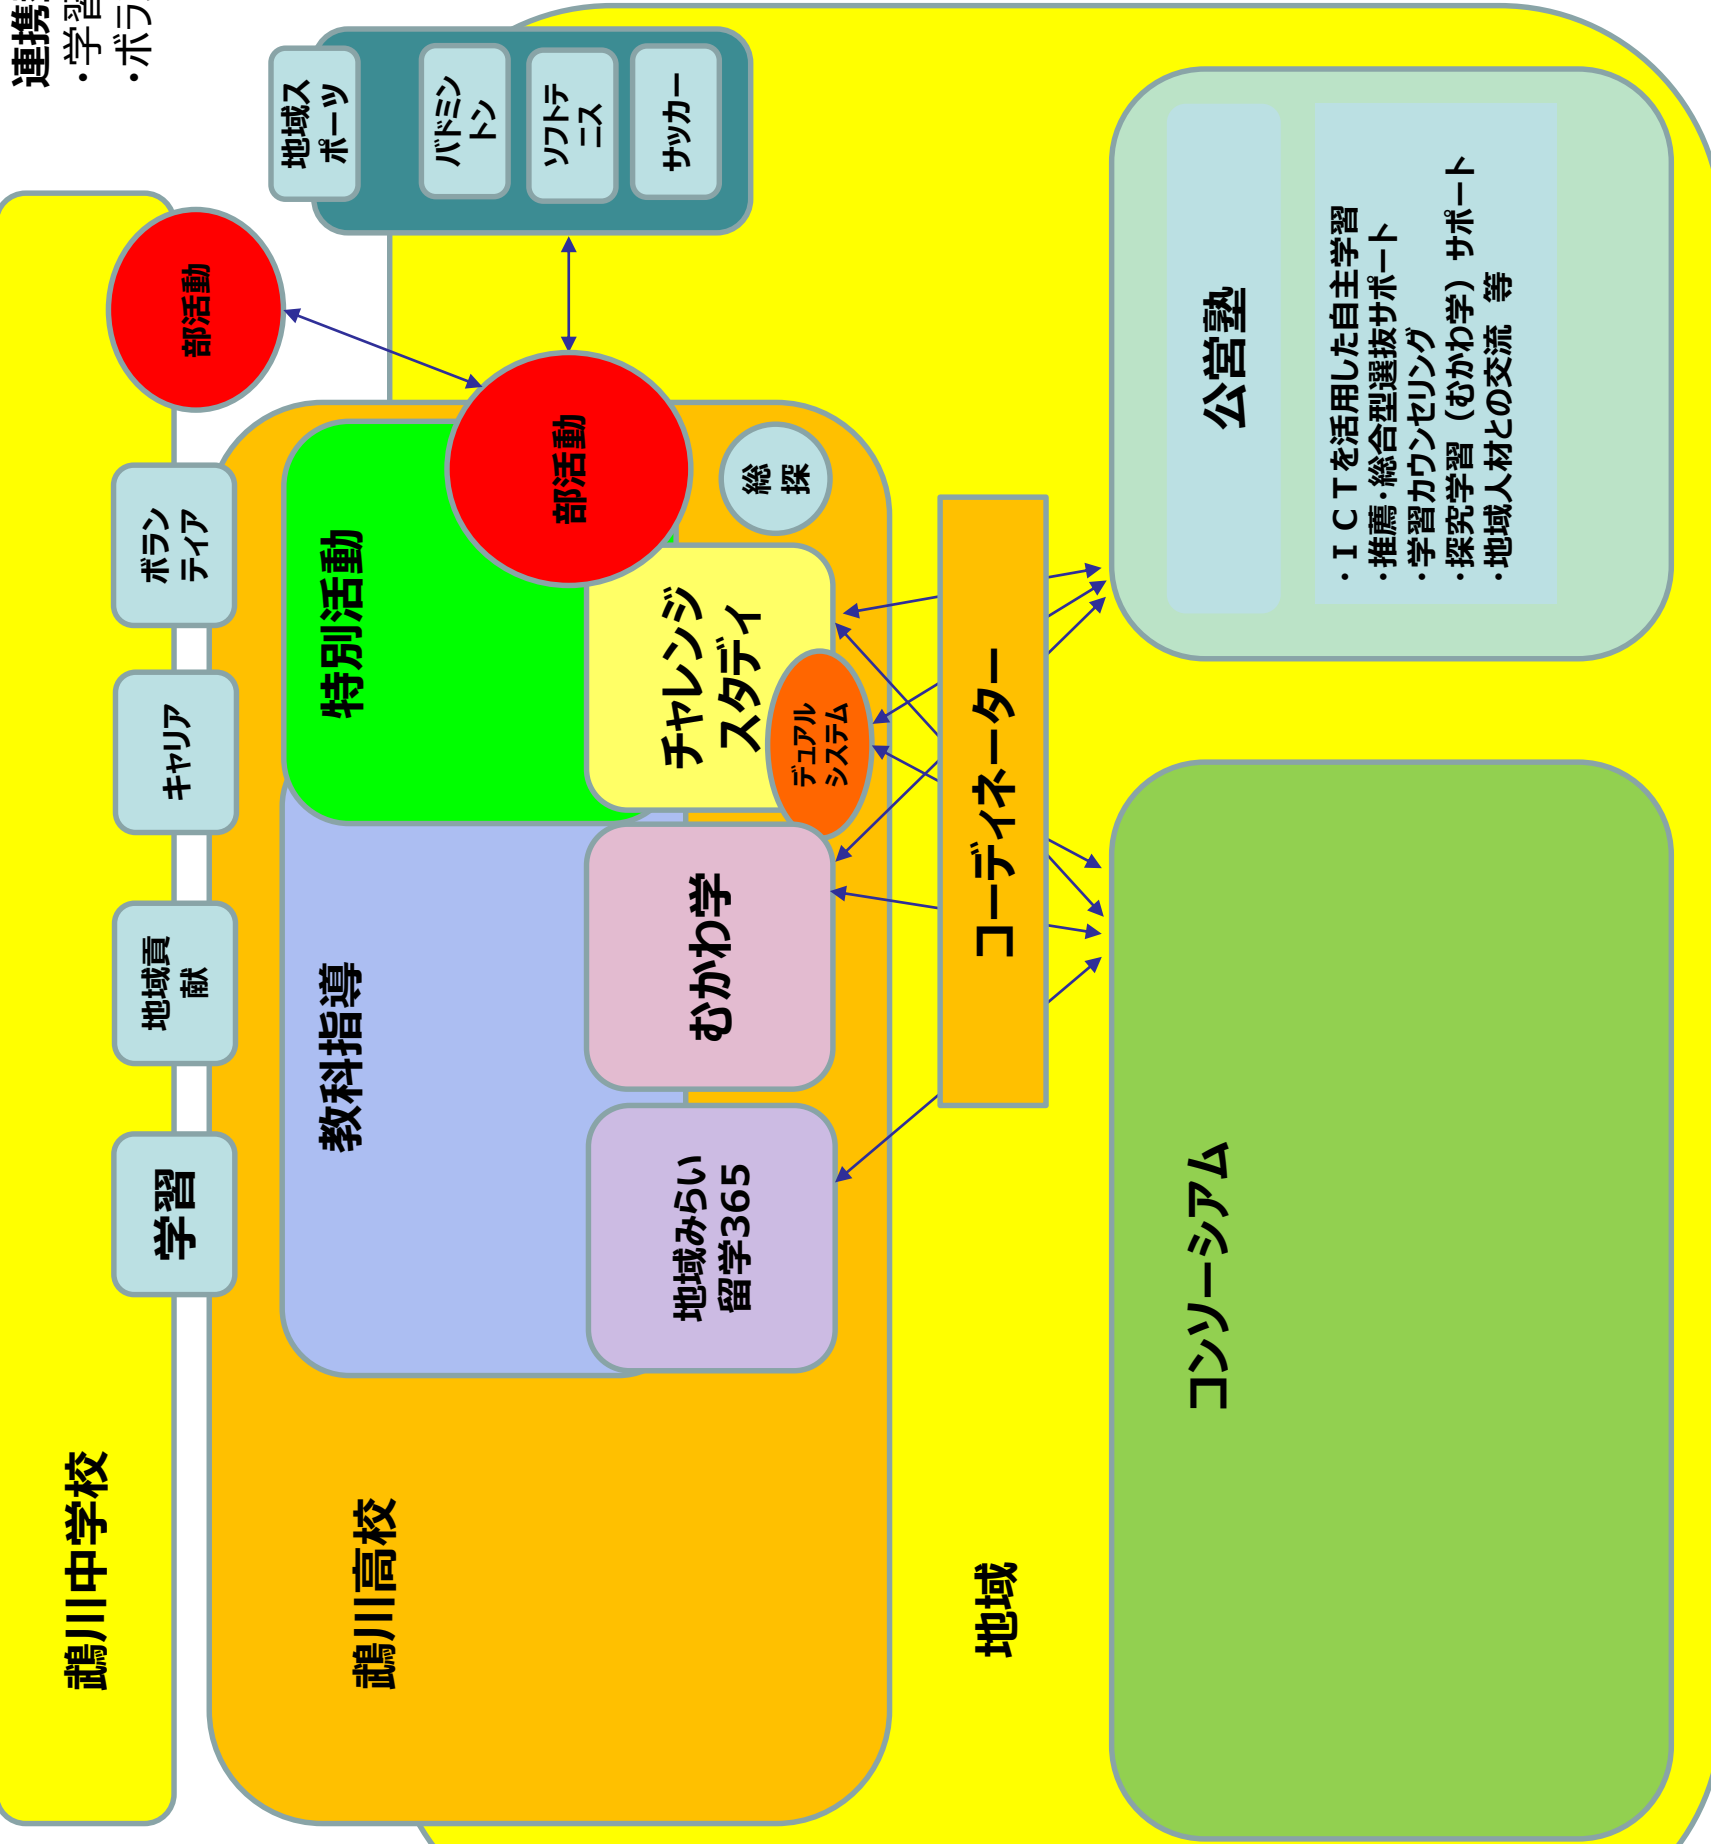 連携
・学習
・ボラ
鵡川中学校
学習
地域貢
献
キャリア
ボラン
ティア
部活動
地域ス
ポーツ
バドミン
トン
ソフトテ
ニス
サッカー
鵡川高校
教科指導
特別活動
部活動
地域みらい
留学365
むかわ学
チャレンジ
スタディ
デュアル
システム
総
探
地域
コーディネーター
コンソーシアム
公営塾
・ＩＣＴを活用した自主学習
・推薦・総合型選抜サポート
・学習カウンセリング
・探究学習（むかわ学）サポート
・地域人材との交流　等